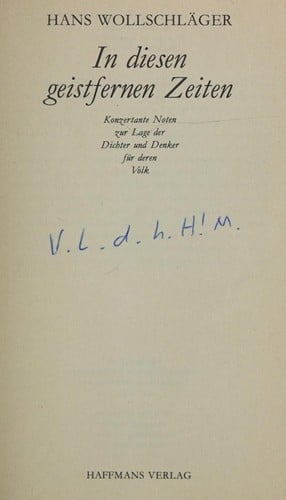 HANS WOLLSCHLÄGER
In diesen
geistfernen Zeiten
Konzertante Noten
zur Lage der
Dichter und Denker
für deren
Volk
V. L. d. h. H! M.
HAFFMANS VERLAG